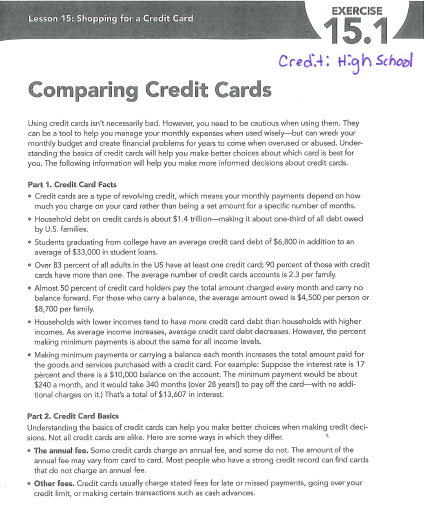 Lesson 15: Shopping for a Credit Card
EXERCISE
15.1
Credit: High School
Comparing Credit Cards
Using credit cards isn't necessarily bad. However, you need to be cautious when using them. They
can be a tool to help you manage your monthly expenses when used wisely—but can wreck your
monthly budget and create financial problems for years to come when overused or abused. Under-
standing the basics of credit cards will help you make better choices about which card is best for
you. The following information will help you make more informed decisions about credit cards.
Part 1. Credit Card Facts
• Credit cards are a type of revolving credit, which means your monthly payments depend on how
much you charge on your card rather than being a set amount for a specific number of months.
• Household debt on credit cards is about $1.4 trillion—making it about one-third of all debt owed
by U.S. families.
• Students graduating from college have an average credit card debt of $6,800 in addition to an
average of $33,000 in student loans.
• Over 83 percent of all adults in the US have at least one credit card; 90 percent of those with credit
cards have more than one. The average number of credit cards accounts is 2.3 per family.
• Almost 50 percent of credit card holders pay the total amount charged every month and carry no
balance forward. For those who carry a balance, the average amount owed is $4,500 per person or
$8,700 per family.
• Households with lower incomes tend to have more credit card debt than households with higher
incomes. As average income increases, average credit card debt decreases. However, the percent
making minimum payments is about the same for all income levels.
• Making minimum payments or carrying a balance each month increases the total amount paid for
the goods and services purchased with a credit card. For example: Suppose the interest rate is 17
percent and there is a $10,000 balance on the account. The minimum payment would be about
$240 a month, and it would take 340 months (over 28 years!) to pay off the card—with no addi-
tional charges on it.) That's a total of $13,607 in interest.
Part 2. Credit Card Basics
Understanding the basics of credit cards can help you make better choices when making credit deci-
sions. Not all credit cards are alike. Here are some ways in which they differ.
• The annual fee. Some credit cards charge an annual fee, and some do not. The amount of the
annual fee may vary from card to card. Most people who have a strong credit record can find cards
that do not charge an annual fee.
• Other fees. Credit cards usually charge stated fees for late or missed payments, going over your
credit limit, or making certain transactions such as cash advances.